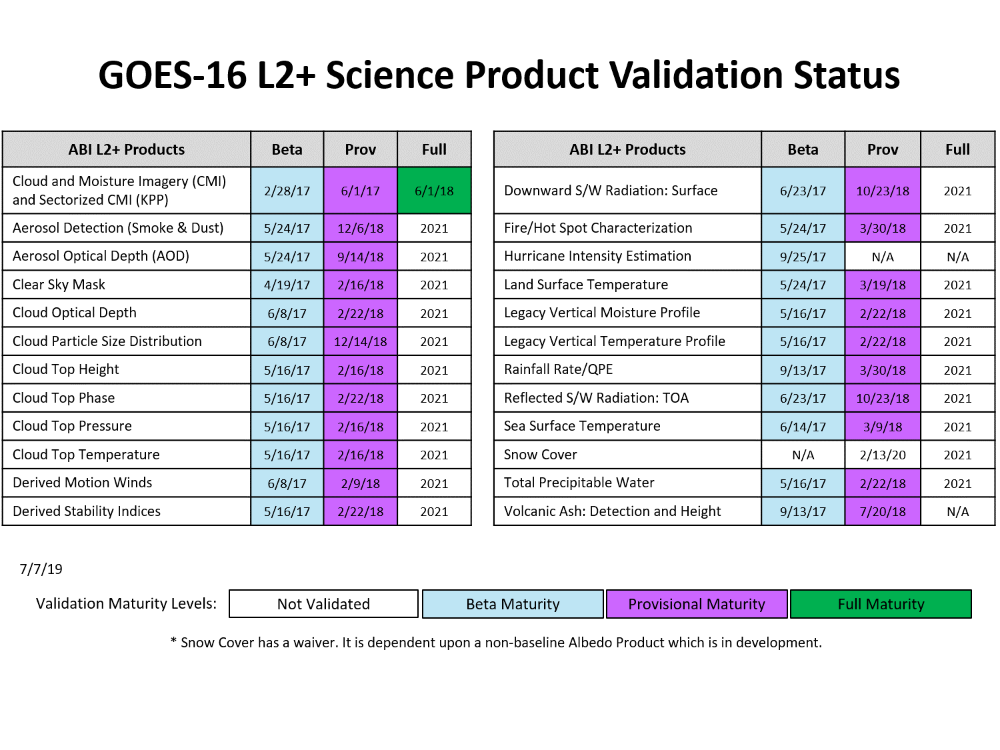 GOES-16 L2+ Science Product Validation Status
ABI L2+ Products Beta Prov Full
Cloud and Moisture Imagery (CMI)
and Sectorized CMI (KPP) 2/28/17 6/1/17 6/1/18
Aerosol Detection (Smoke & Dust) 5/24/17 12/6/18 2021
Aerosol Optical Depth (AOD) 5/24/17 9/14/18 2021
Clear Sky Mask 4/19/17 2/16/18 2021
Cloud Optical Depth 6/8/17 2/22/18 2021
Cloud Particle Size Distribution 6/8/17 12/14/18 2021
Cloud Top Height 5/16/17 2/16/18 2021
Cloud Top Phase 5/16/17 2/22/18 2021
Cloud Top Pressure 5/16/17 2/16/18 2021
Cloud Top Temperature 5/16/17 2/16/18 2021
Derived Motion Winds 6/8/17 2/9/18 2021
Derived Stability Indices 5/16/17 2/22/18 2021
ABI L2+ Products Beta Prov Full
Downward S/W Radiation: Surface 6/23/17 10/23/18 2021
Fire/Hot Spot Characterization 5/24/17 3/30/18 2021
Hurricane Intensity Estimation 9/25/17 N/A N/A
Land Surface Temperature 5/24/17 3/19/18 2021
Legacy Vertical Moisture Profile 5/16/17 2/22/18 2021
Legacy Vertical Temperature Profile 5/16/17 2/22/18 2021
Rainfall Rate/QPE 9/13/17 3/30/18 2021
Reflected S/W Radiation: TOA 6/23/17 10/23/18 2021
Sea Surface Temperature 6/14/17 3/9/18 2021
Snow Cover N/A 2/13/20 2021
Total Precipitable Water 5/16/17 2/22/18 2021
Volcanic Ash: Detection and Height 9/13/17 7/20/18 N/A
7/7/19
Validation Maturity Levels: Not Validated Beta Maturity Provisional Maturity Full Maturity
* Snow Cover has a waiver. It is dependent upon a non-baseline Albedo Product which is in development.